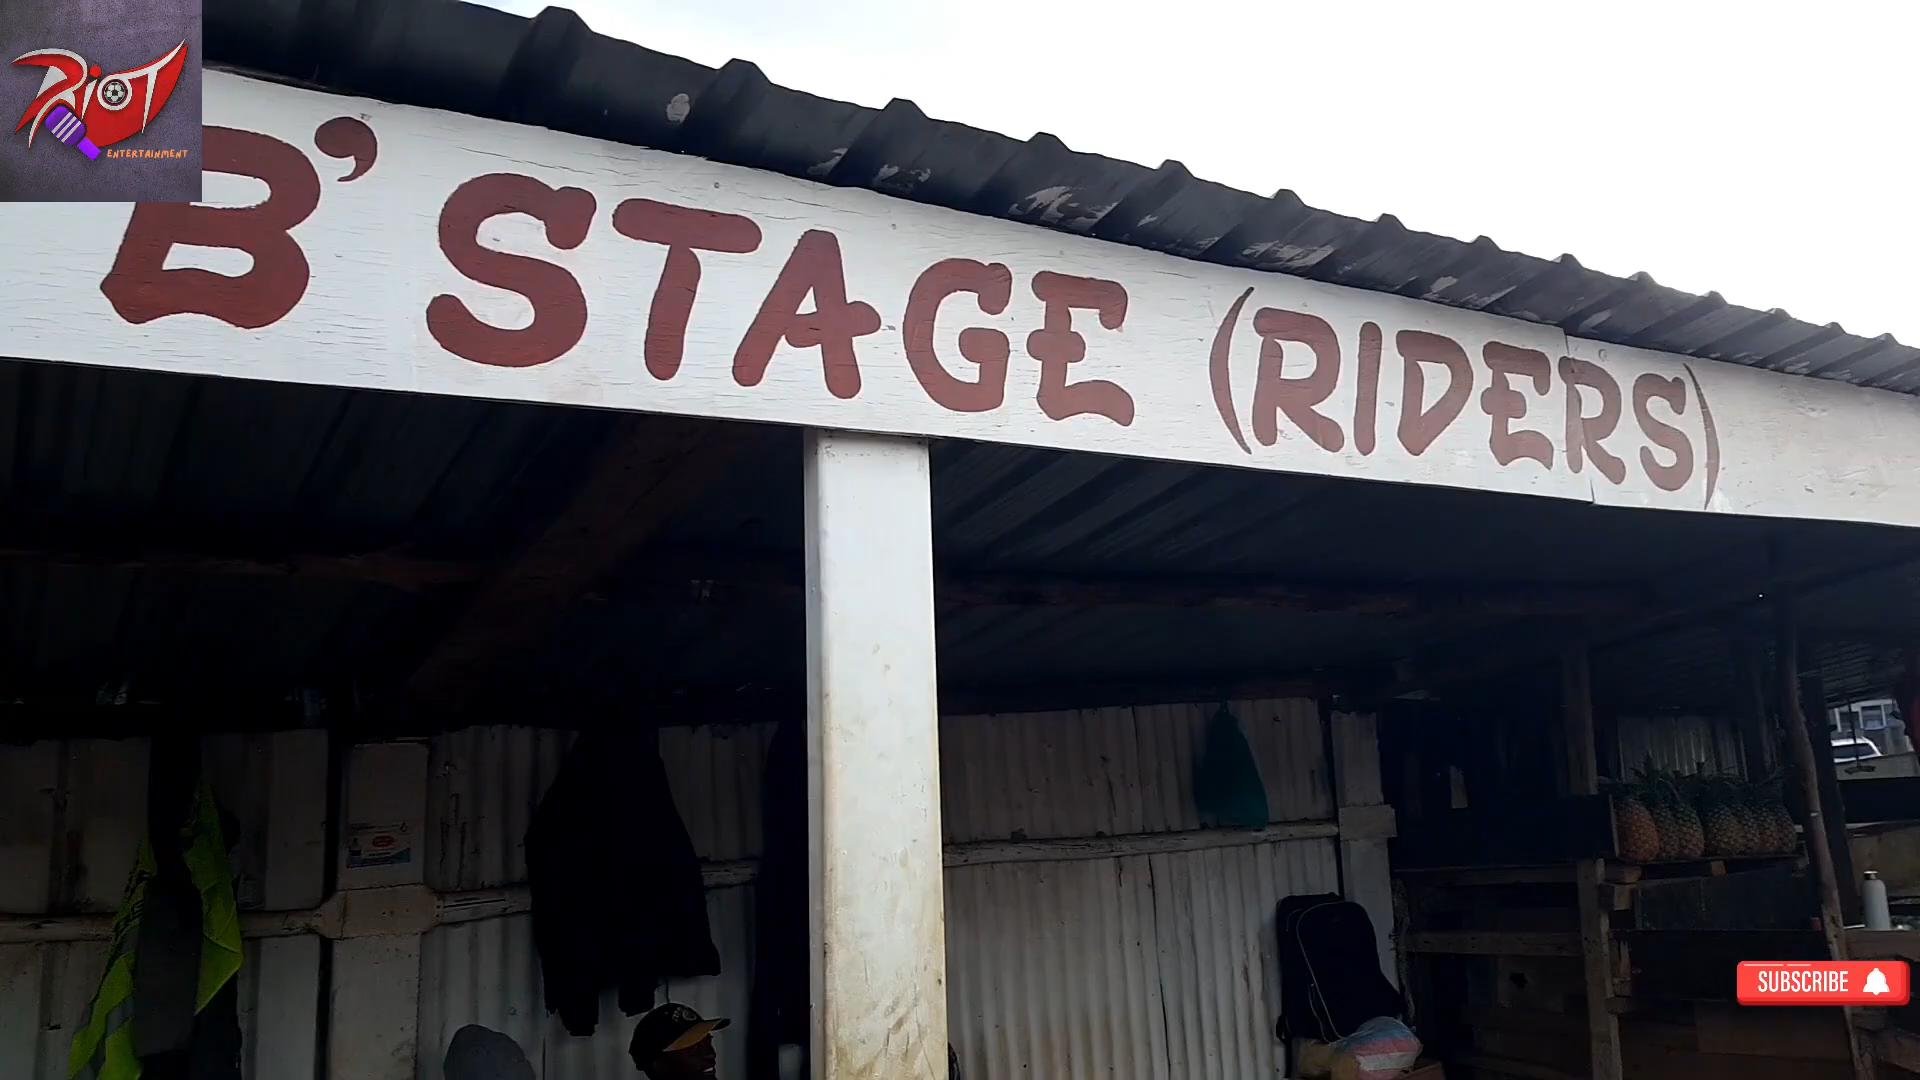 RIOT
ENTERTAINMENT
B' STAGE (RIDERS)
SUBSCRIBE